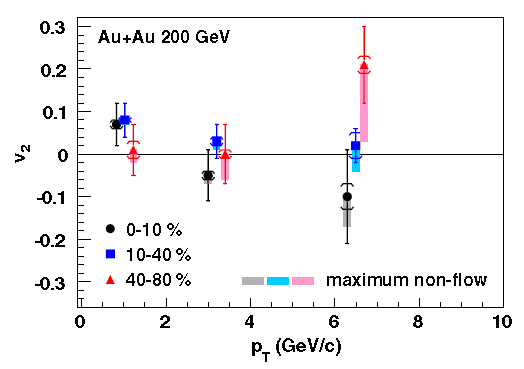 Au+Au 200 GeV
0.3
0.2
0.1
0
-0.1
-0.2
-0.3
v2
0-10 %
10-40 %
40-80 %
maximum non-flow
0 2 4 6 8 10
pT (GeV/c)